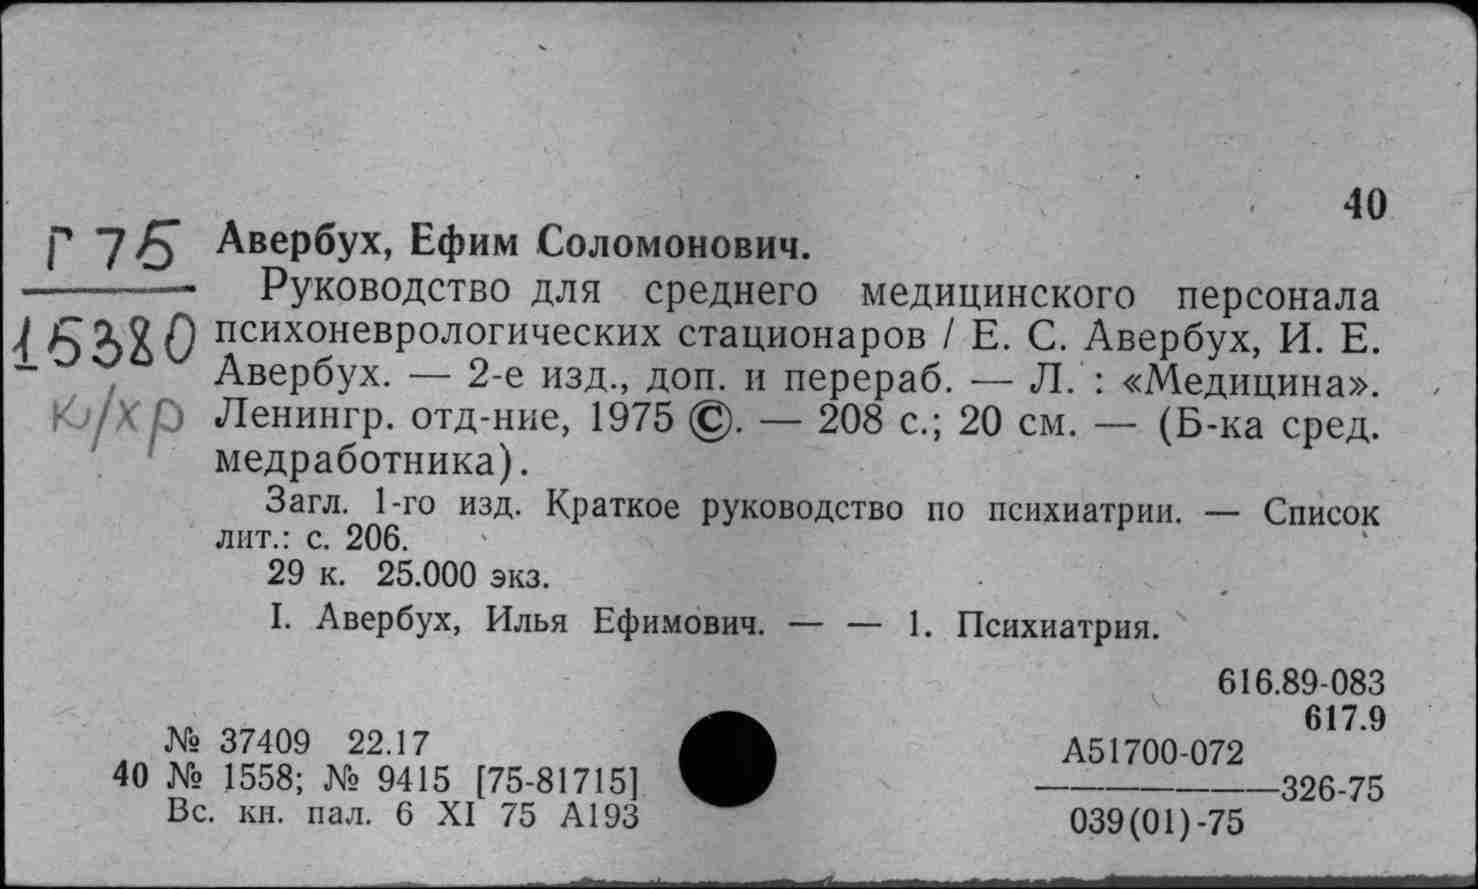 40
Г 75 Авербух, Ефим Соломонович.
Руководство для среднего медицинского персонала
15380 психоневрологических стационаров / Е. С. Авербух, И. Е.
Авербух. — 2-е изд., доп. и перераб. — Л. : «Медицина».
к/хр Ленингр. отд-ние, 1975 ©. — 208 с.; 20 см. — (Б-ка сред.
медработника).
Загл. 1-го изд. Краткое руководство по психиатрии. — Список
лит.: с. 206.
29 к. 25.000 экз.
I. Авербух, Илья Ефимович. — — 1. Психиатрия.
616.89-083
617.9
№ 37409 22.17
40 № 1558; № 9415 [75-81715]
Вс. кн. пал. 6 XI 75 А193
А51700-072
326-75
039(01)-75